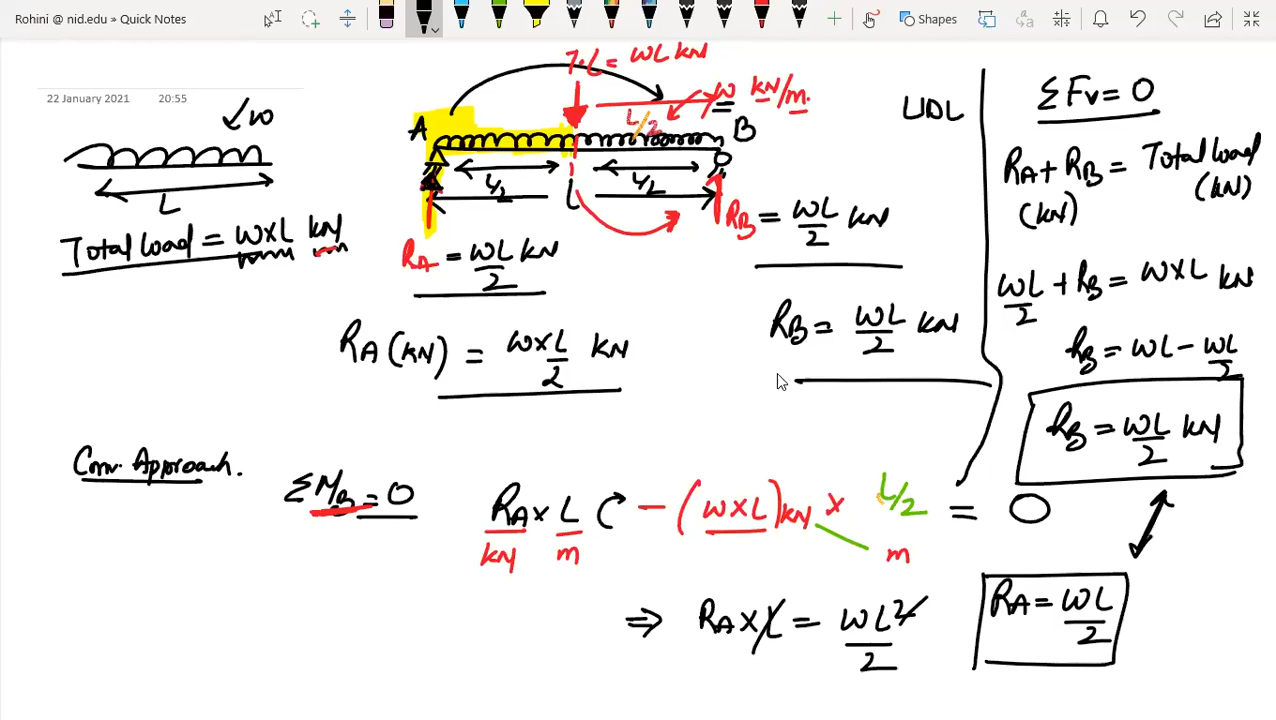 Rohini @ nid.edu » Quick Notes
Shapes
22 January 2021 20:55
w
L
Total load = w×L kN
T.L = WL kN
w kN/m.
L/2
A
B
UDL
L/2
L/2
L
RA = WL/2 kN
RB = WL/2 kN
RA (kN) = W×L/2 kN
RB = WL/2 kN
ΣFv = 0
RA + RB = Total load
(kN) (kN)
WL/2 + RB = W×L kN
RB = WL - WL/2
RB = WL/2 kN
Conv. Approach.
ΣMB = 0
RA × L - (W×L) kN × L/2 = 0
kN m m
⇒ RA × L = WL²/2
RA = WL/2